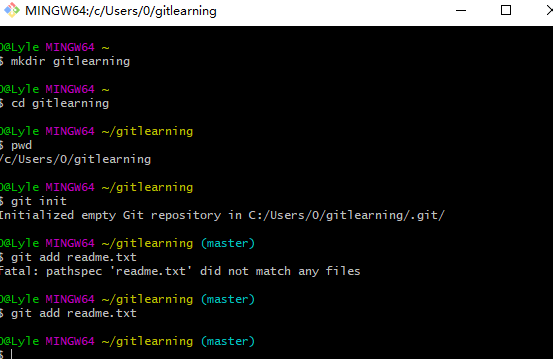 MINGW64:/c/Users/0/gitlearning
0@Lyle MINGW64 ~
$ mkdir gitlearning
0@Lyle MINGW64 ~
$ cd gitlearning
0@Lyle MINGW64 ~/gitlearning
$ pwd
/c/Users/0/gitlearning
0@Lyle MINGW64 ~/gitlearning
$ git init
Initialized empty Git repository in C:/Users/0/gitlearning/.git/
0@Lyle MINGW64 ~/gitlearning (master)
$ git add readme.txt
fatal: pathspec 'readme.txt' did not match any files
0@Lyle MINGW64 ~/gitlearning (master)
$ git add readme.txt
0@Lyle MINGW64 ~/gitlearning (master)
$